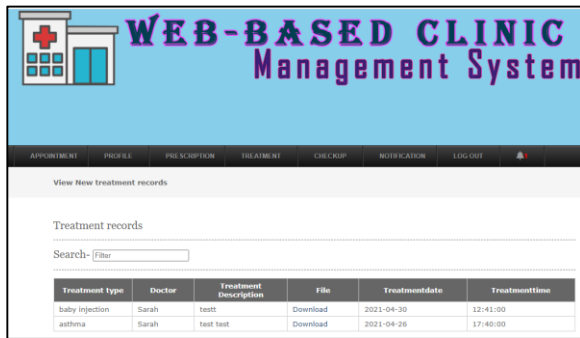 WEB-BASED CLINIC
Management System
APPOINTMENT PROFILE PRESCRIPTION TREATMENT CHECKUP NOTIFICATION LOG OUT
View New treatment records
Treatment records
Search- Filter
Treatment type Doctor Treatment Description File Treatmentdate Treatmenttime
baby injection Sarah testt Download 2021-04-30 12:41:00
asthma Sarah test test Download 2021-04-26 17:40:00